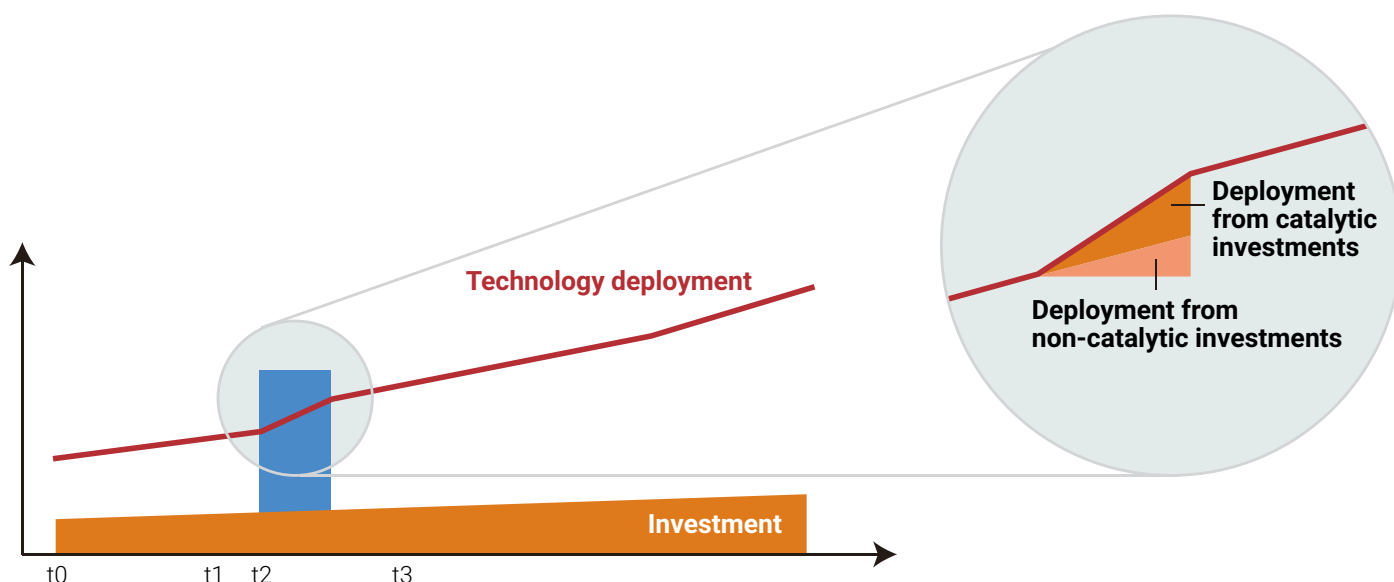 Technology deployment
Deployment
from catalytic
investments
Deployment from
non-catalytic investments
Investment
t0
t1
t2
t3